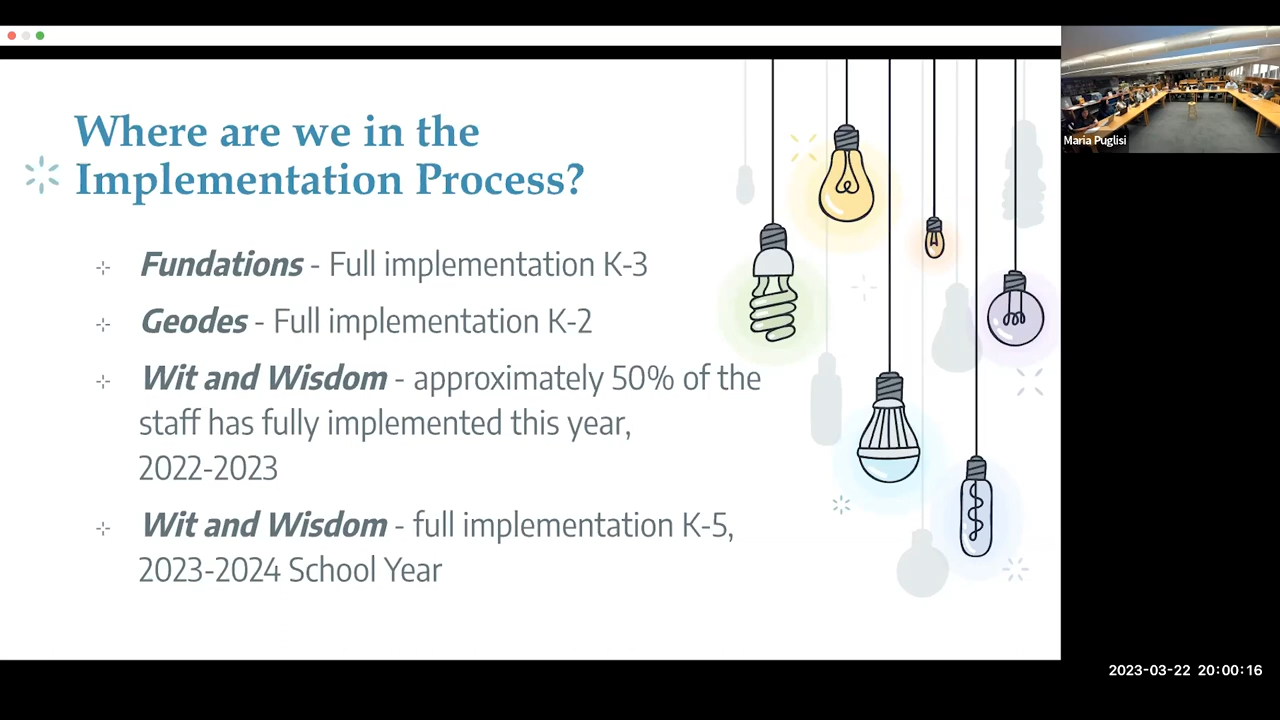 Where are we in the
Implementation Process?
Fundations - Full implementation K-3
Geodes - Full implementation K-2
Wit and Wisdom - approximately 50% of the
staff has fully implemented this year,
2022-2023
Wit and Wisdom - full implementation K-5,
2023-2024 School Year
Maria Puglisi
2023-03-22 20:00:16